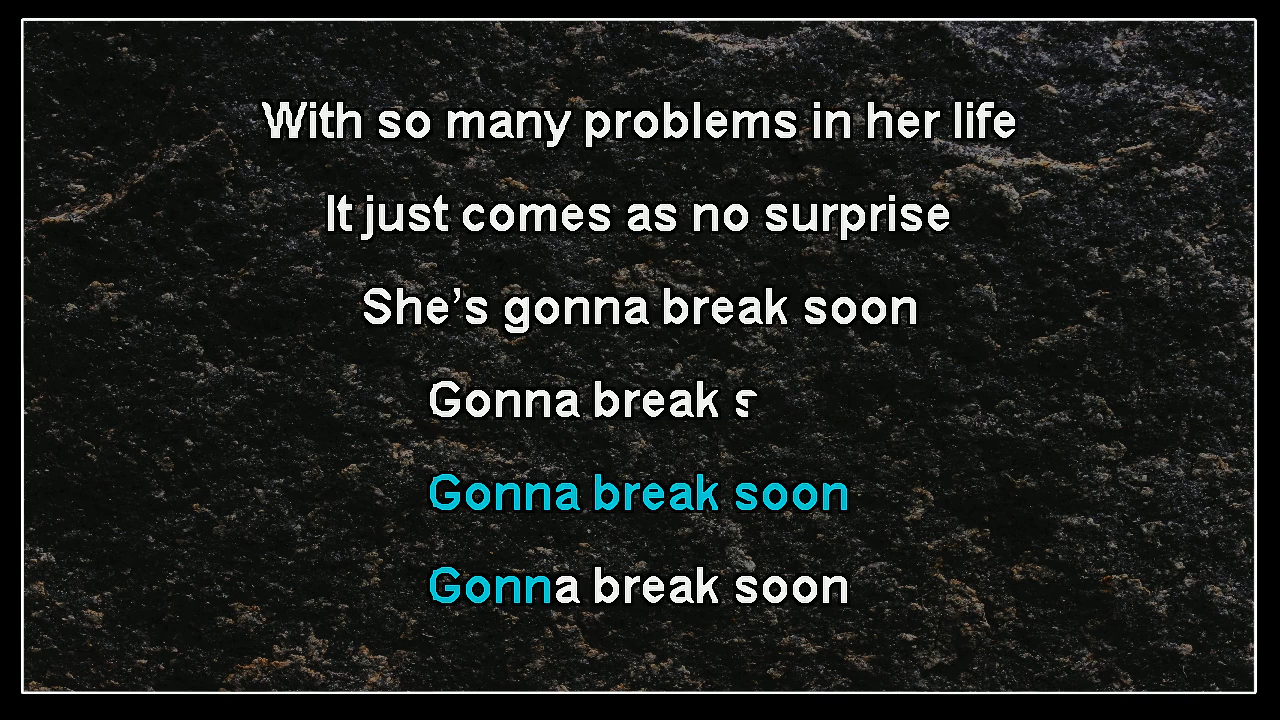 With so many problems in her life
It just comes as no surprise
She's gonna break soon
Gonna break s
Gonna break soon
Gonna break soon